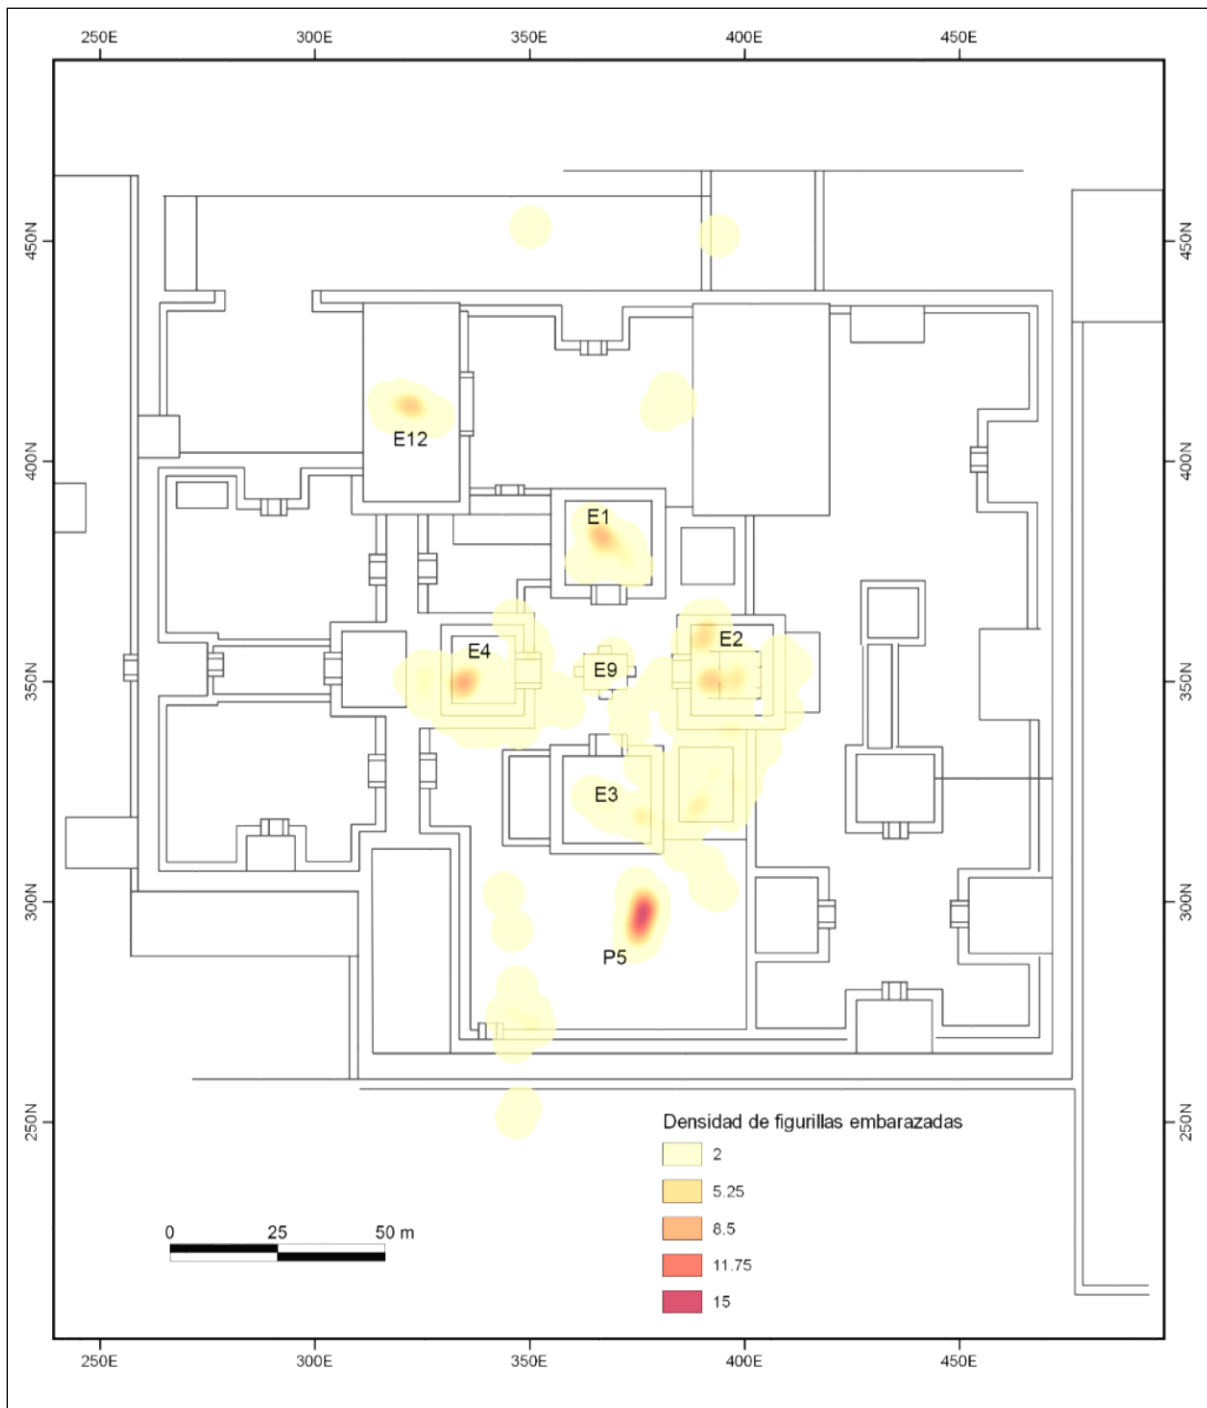 250E 300E 350E 400E 450E
450N 450N
E12
400N 400N
E1
E2
E4
E9
350N 350N
E3
300N 300N
P5
250N 250N
Densidad de figurillas embarazadas
2
5.25
8.5
11.75
15
0 25 50 m
250E 300E 350E 400E 450E